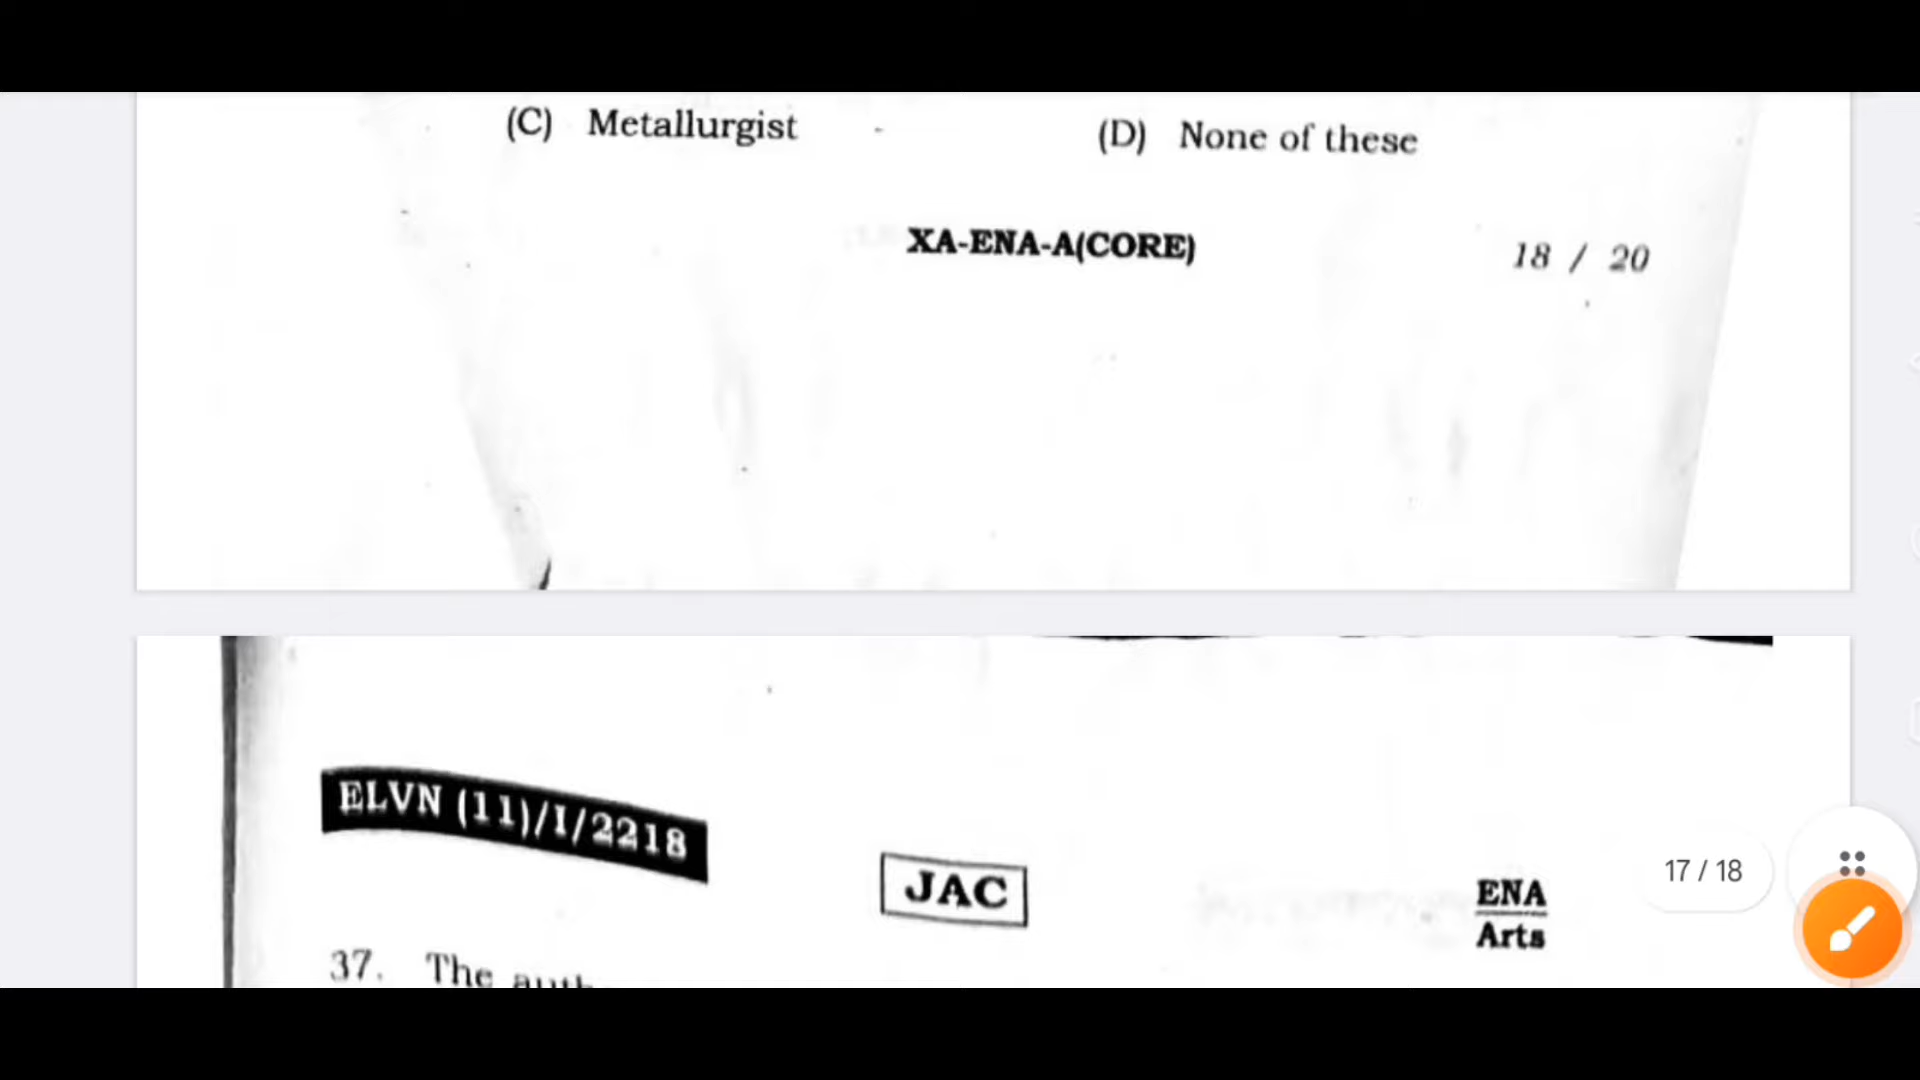 (C) Metallurgist (D) None of these
XA-ENA-A(CORE) 18 / 20
ELVN (11)/I/2218
JAC
ENA
Arts
17 / 18
37. The